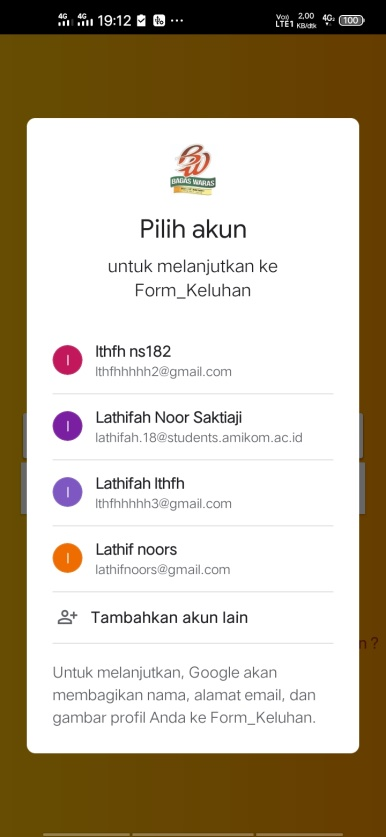 4G 4G 19:12 ... Vo) LTE1 2,00 KB/dtk 4G 100
BW
BAGAS WARAS
Pilih akun
untuk melanjutkan ke
Form_Keluhan
l lthfh ns182
lthfhhhhh2@gmail.com
l Lathifah Noor Saktiaji
lathifah.18@students.amikom.ac.id
l Lathifah lthfh
lthfhhhhh3@gmail.com
l Lathif noors
lathifnoors@gmail.com
Tambahkan akun lain
n ?
Untuk melanjutkan, Google akan
membagikan nama, alamat email, dan
gambar profil Anda ke Form_Keluhan.